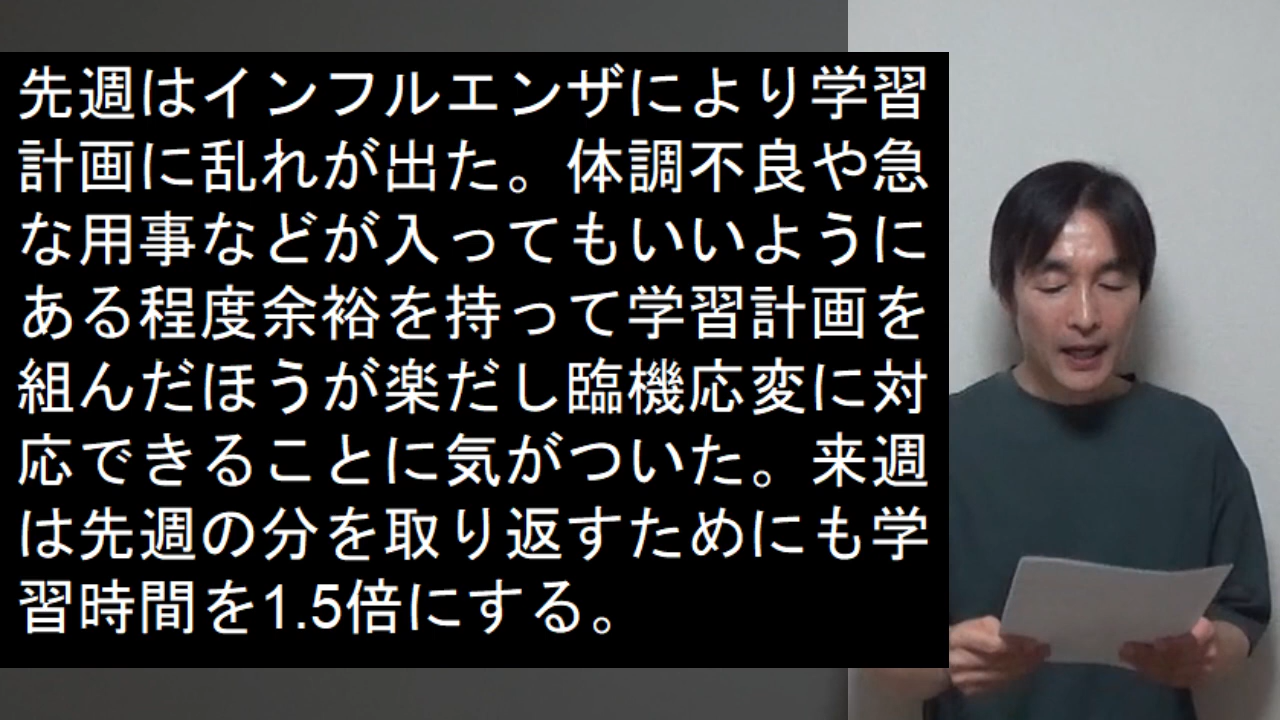 先週はインフルエンザにより学習
計画に乱れが出た。体調不良や急
な用事などが入ってもいいように
ある程度余裕を持って学習計画を
組んだほうが楽だし臨機応変に対
応できることに気がついた。来週
は先週の分を取り返すためにも学
習時間を1.5倍にする。